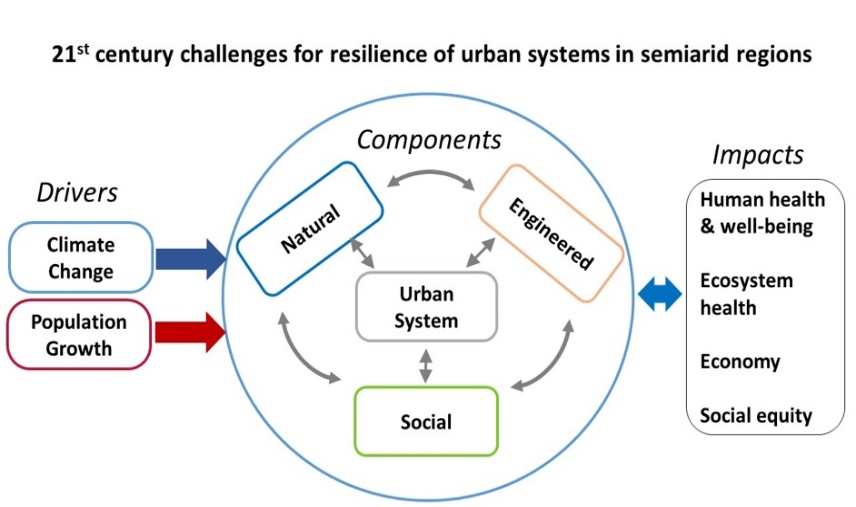 21st century challenges for resilience of urban systems in semiarid regions
Components
Impacts
Drivers
Climate
Change
Population
Growth
Natural
Engineered
Urban
System
Social
Human health
& well-being
Ecosystem
health
Economy
Social equity